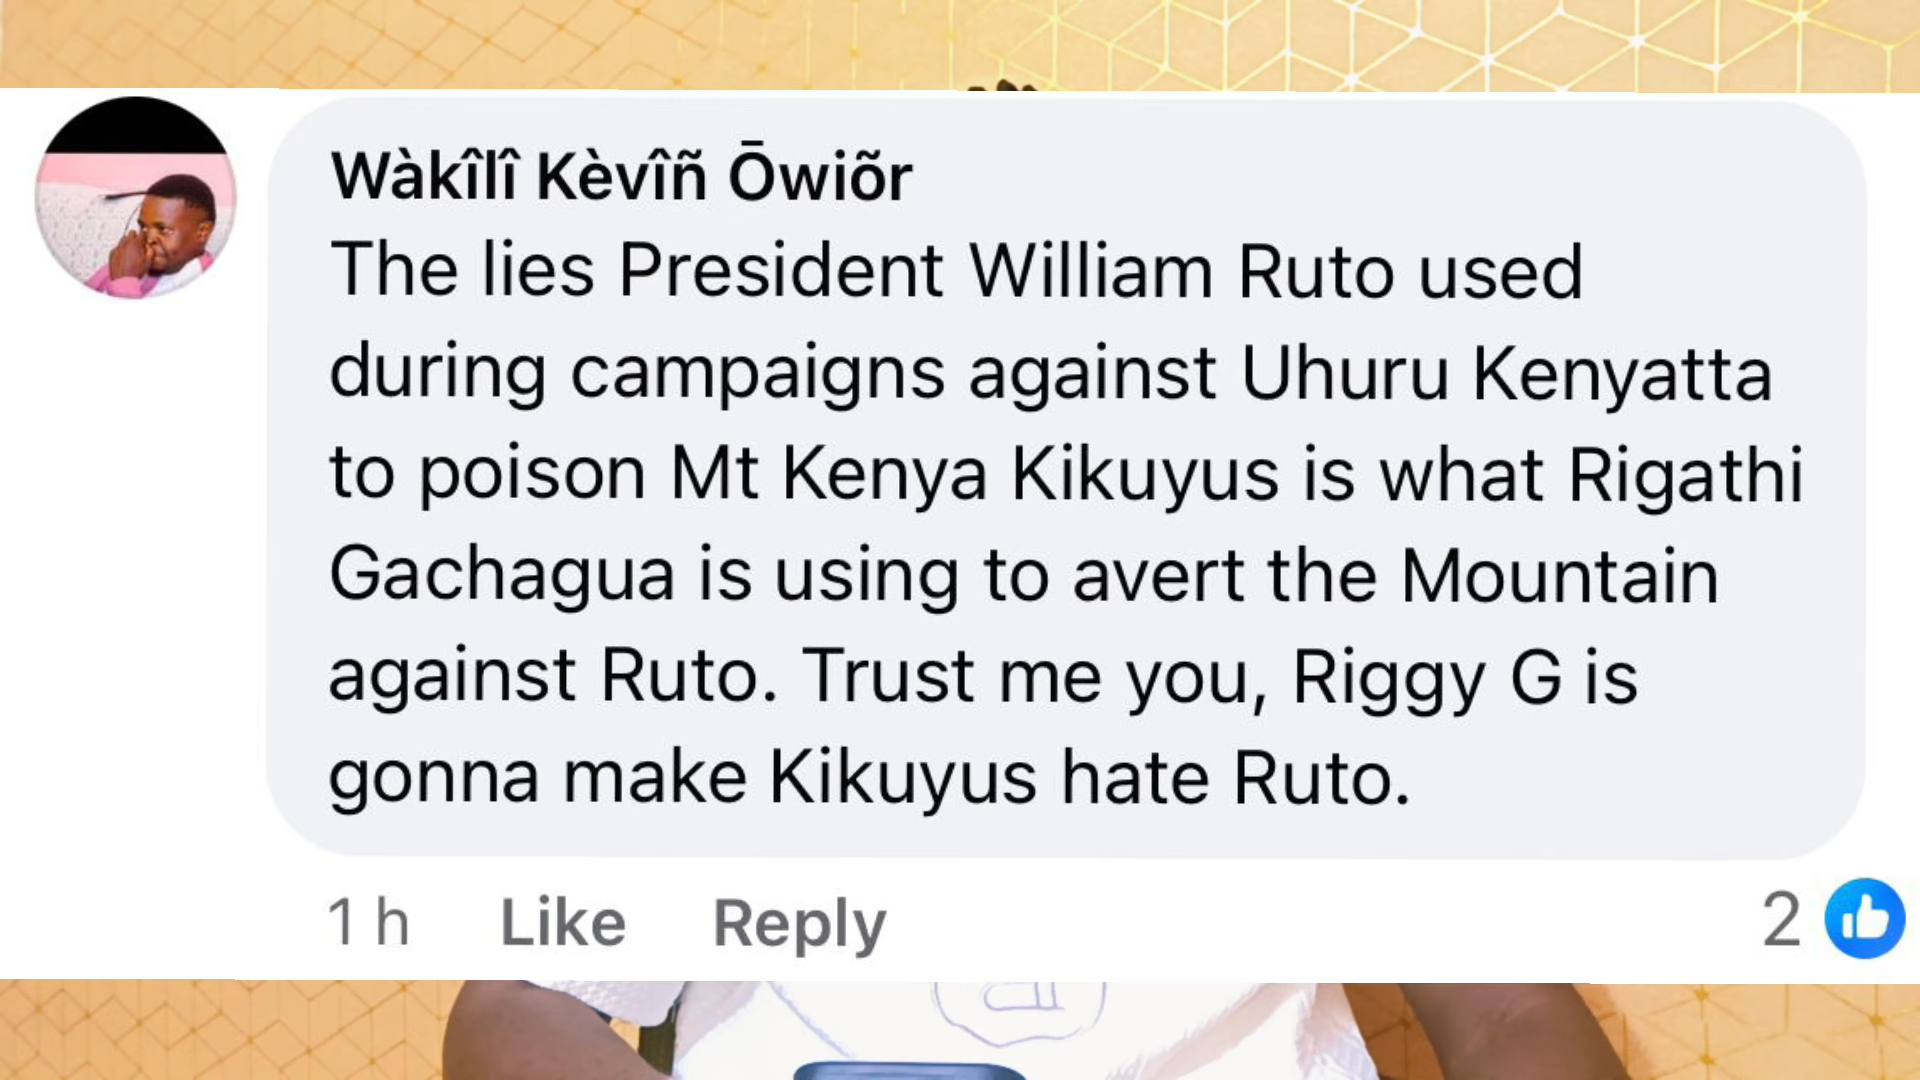 Wàkîlî Kèvîñ Ōwiõr
The lies President William Ruto used
during campaigns against Uhuru Kenyatta
to poison Mt Kenya Kikuyus is what Rigathi
Gachagua is using to avert the Mountain
against Ruto. Trust me you, Riggy G is
gonna make Kikuyus hate Ruto.
1 h Like Reply 2